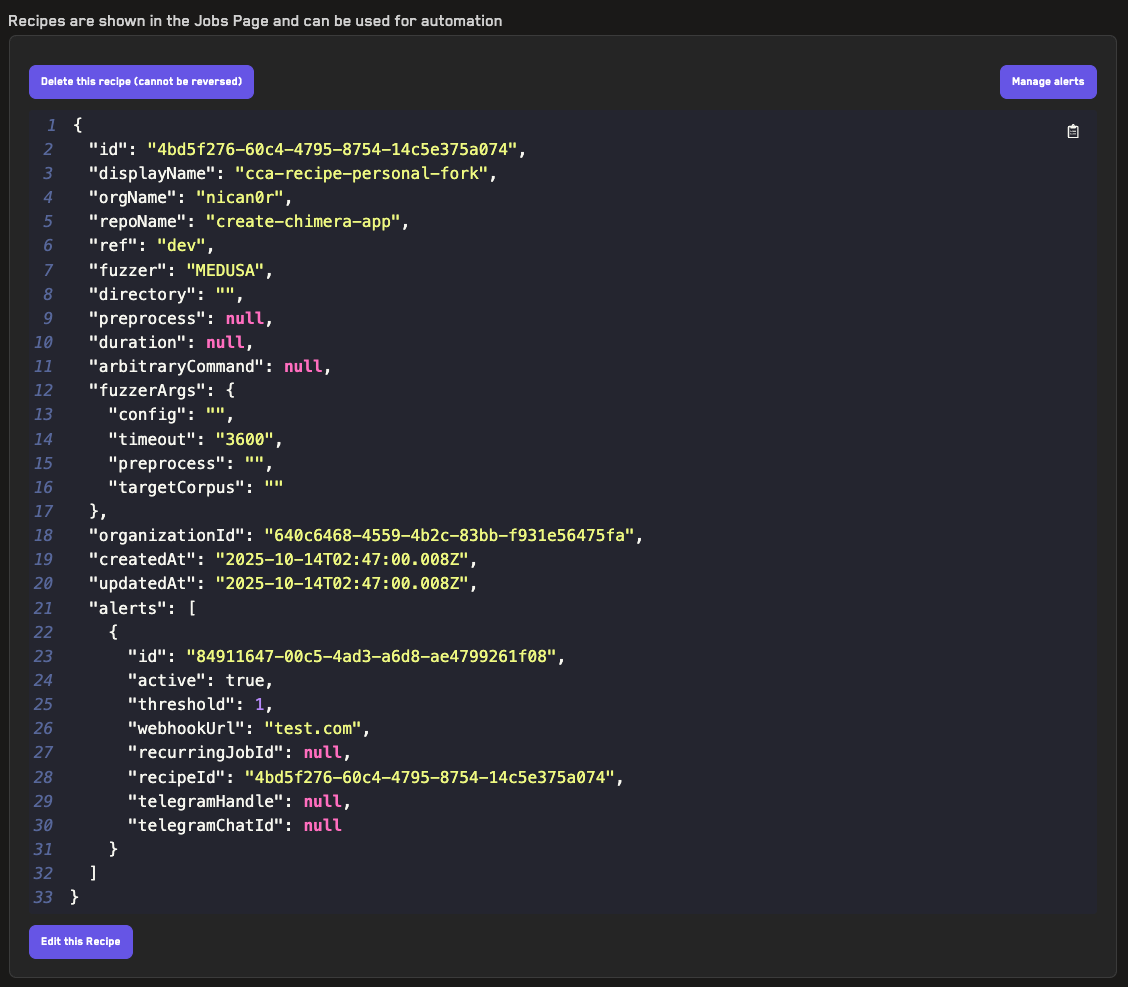 Recipes are shown in the Jobs Page and can be used for automation
Delete this recipe (cannot be reversed)
Manage alerts
1 {
2 "id": "4bd5f276-60c4-4795-8754-14c5e375a074",
3 "displayName": "cca-recipe-personal-fork",
4 "orgName": "nican0r",
5 "repoName": "create-chimera-app",
6 "ref": "dev",
7 "fuzzer": "MEDUSA",
8 "directory": "",
9 "preprocess": null,
10 "duration": null,
11 "arbitraryCommand": null,
12 "fuzzerArgs": {
13 "config": "",
14 "timeout": "3600",
15 "preprocess": "",
16 "targetCorpus": ""
17 },
18 "organizationId": "640c6468-4559-4b2c-83bb-f931e56475fa",
19 "createdAt": "2025-10-14T02:47:00.008Z",
20 "updatedAt": "2025-10-14T02:47:00.008Z",
21 "alerts": [
22 {
23 "id": "84911647-00c5-4ad3-a6d8-ae4799261f08",
24 "active": true,
25 "threshold": 1,
26 "webhookUrl": "test.com",
27 "recurringJobId": null,
28 "recipeId": "4bd5f276-60c4-4795-8754-14c5e375a074",
29 "telegramHandle": null,
30 "telegramChatId": null
31 }
32 ]
33 }
Edit this Recipe